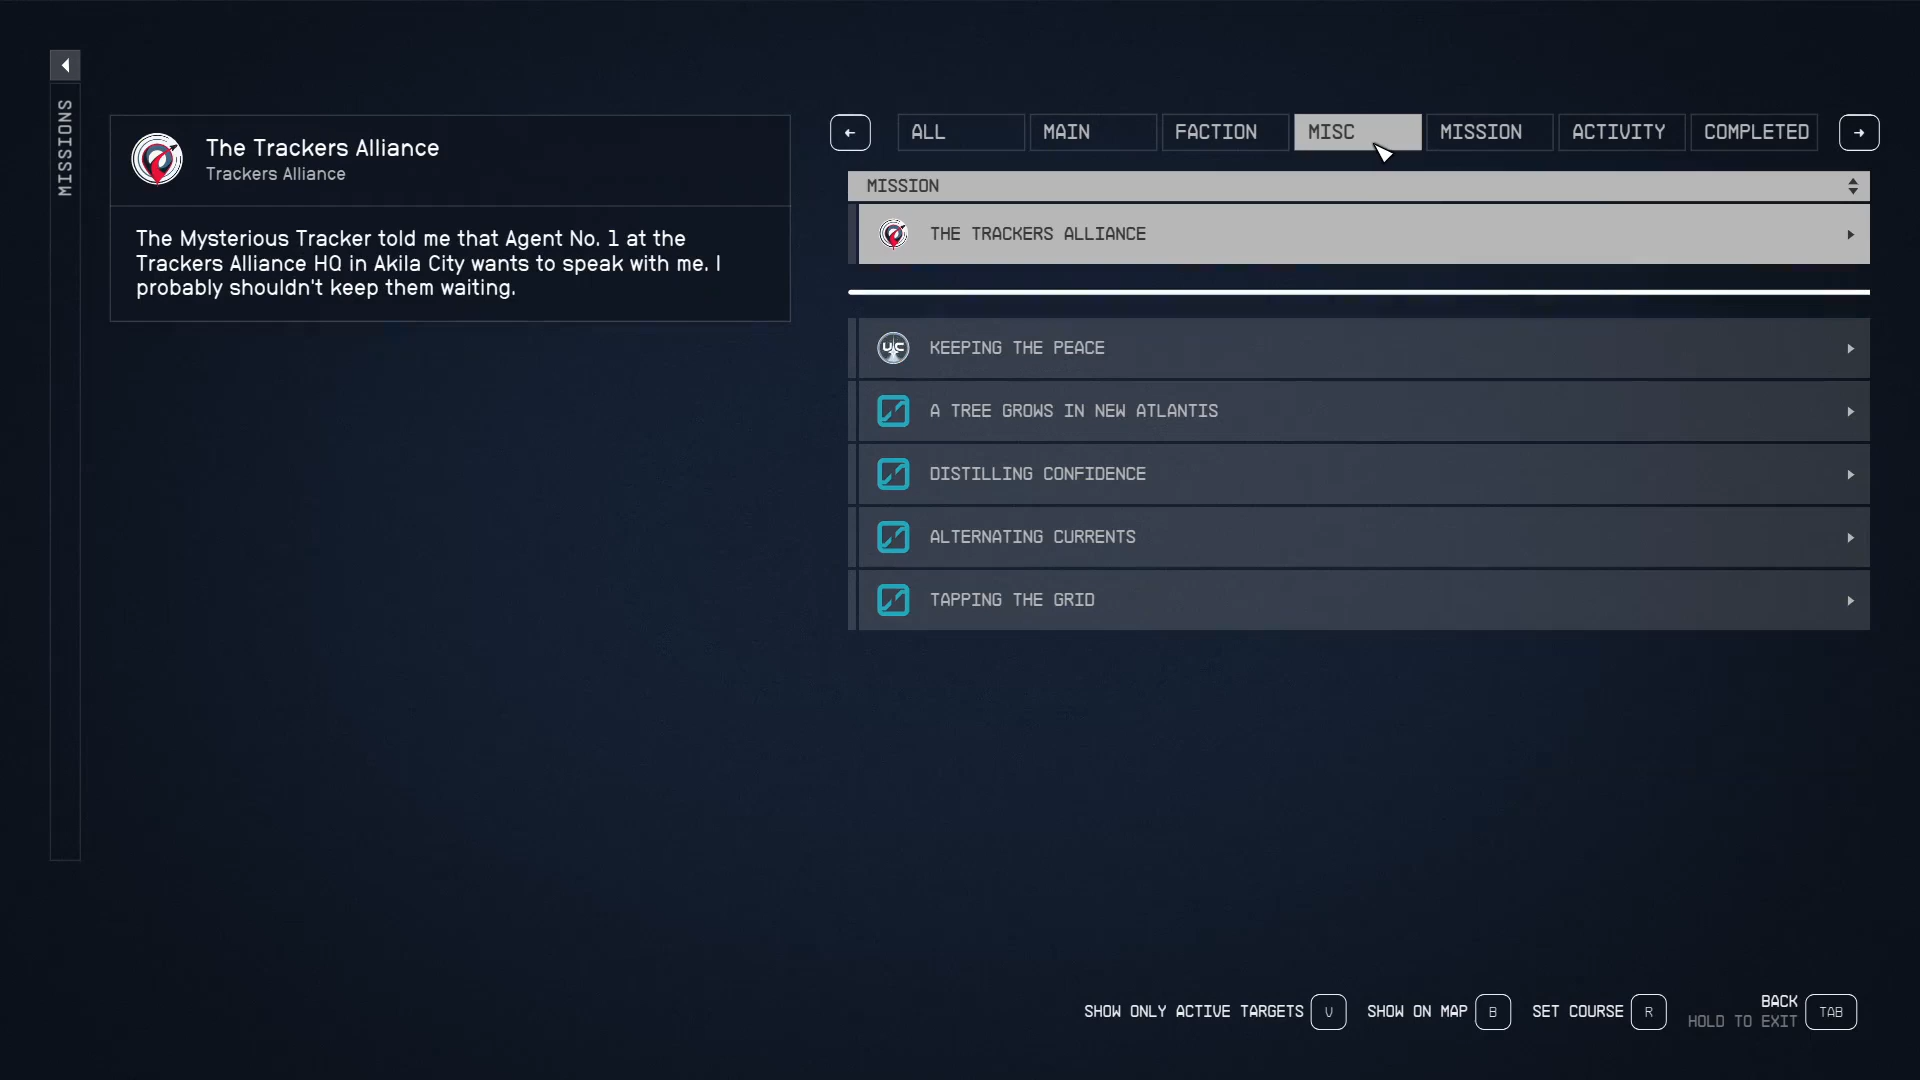 MISSIONS
The Trackers Alliance
Trackers Alliance
The Mysterious Tracker told me that Agent No. 1 at the
Trackers Alliance HQ in Akila City wants to speak with me. I
probably shouldn't keep them waiting.
ALL MAIN FACTION MISC MISSION ACTIVITY COMPLETED
MISSION
THE TRACKERS ALLIANCE
UC KEEPING THE PEACE
A TREE GROWS IN NEW ATLANTIS
DISTILLING CONFIDENCE
ALTERNATING CURRENTS
TAPPING THE GRID
SHOW ONLY ACTIVE TARGETS V SHOW ON MAP B SET COURSE R BACK TAB
HOLD TO EXIT